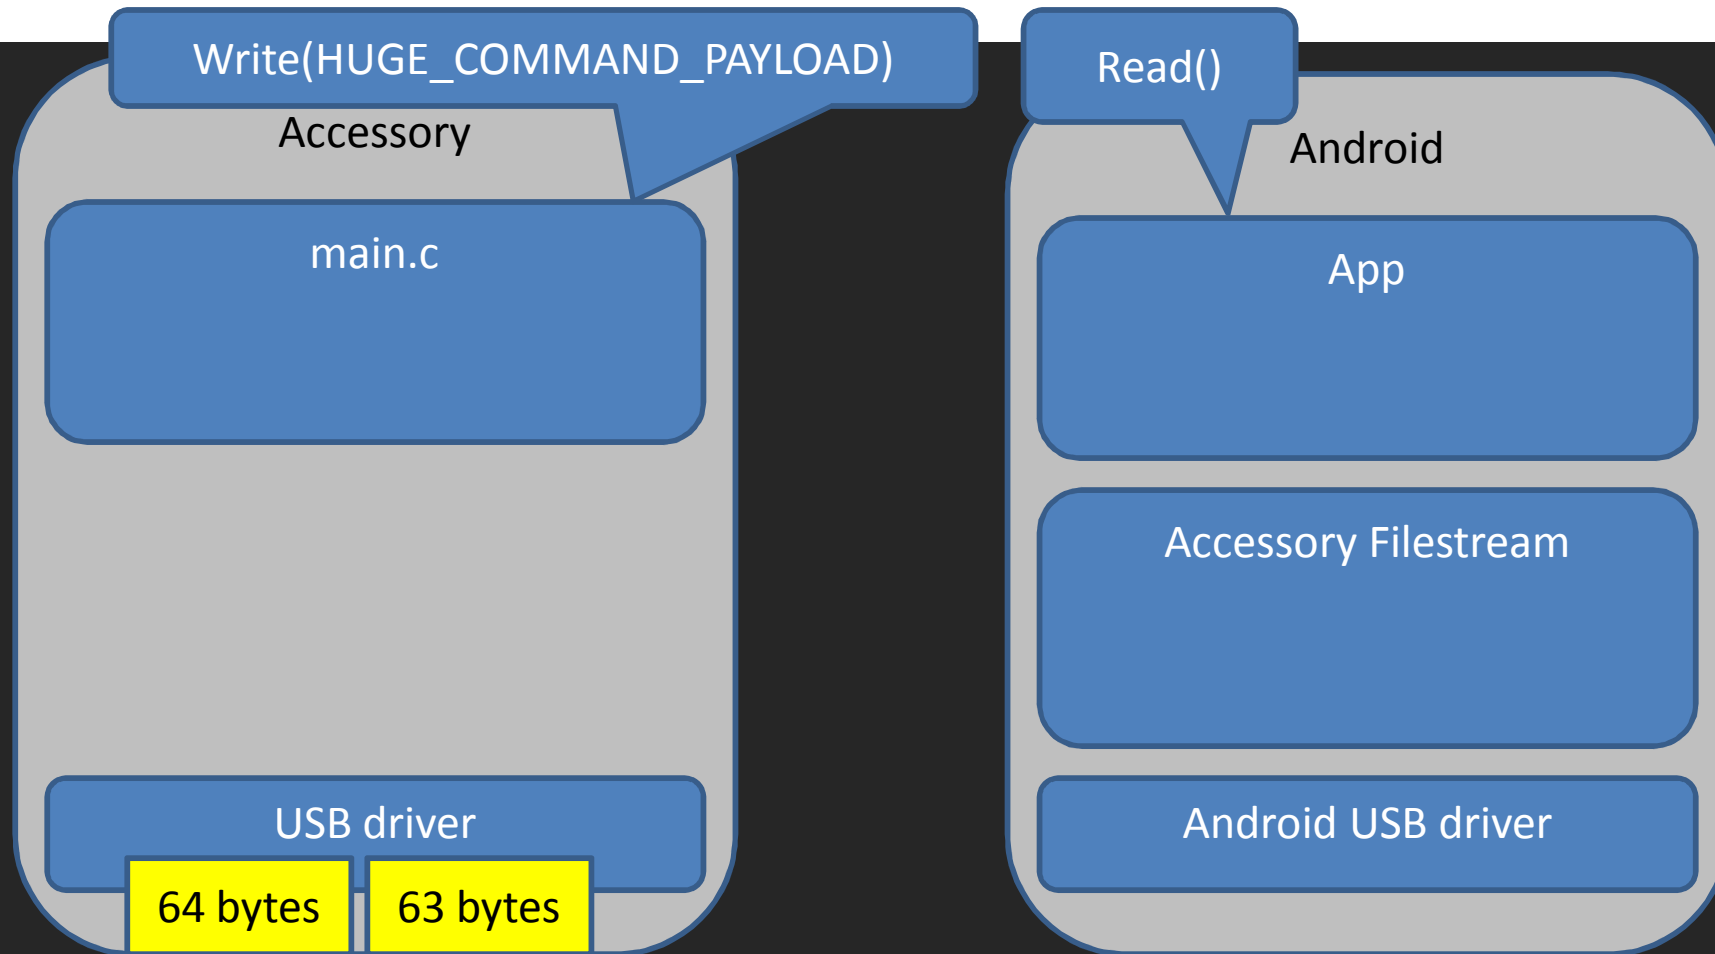 Write(HUGE_COMMAND_PAYLOAD)
Accessory
main.c
USB driver
64 bytes
63 bytes
Read()
Android
App
Accessory Filestream
Android USB driver